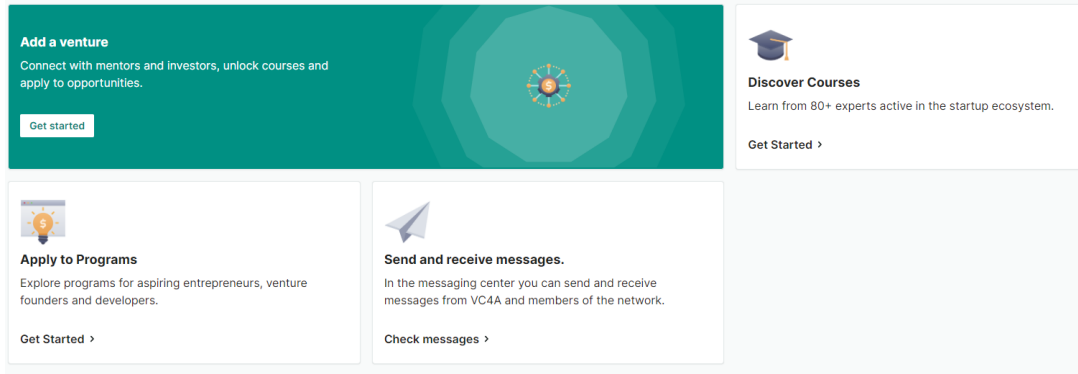 Add a venture
Connect with mentors and investors, unlock courses and
apply to opportunities.
Get started
Discover Courses
Learn from 80+ experts active in the startup ecosystem.
Get Started ›
$
Apply to Programs
Explore programs for aspiring entrepreneurs, venture
founders and developers.
Get Started ›
Send and receive messages.
In the messaging center you can send and receive
messages from VC4A and members of the network.
Check messages ›